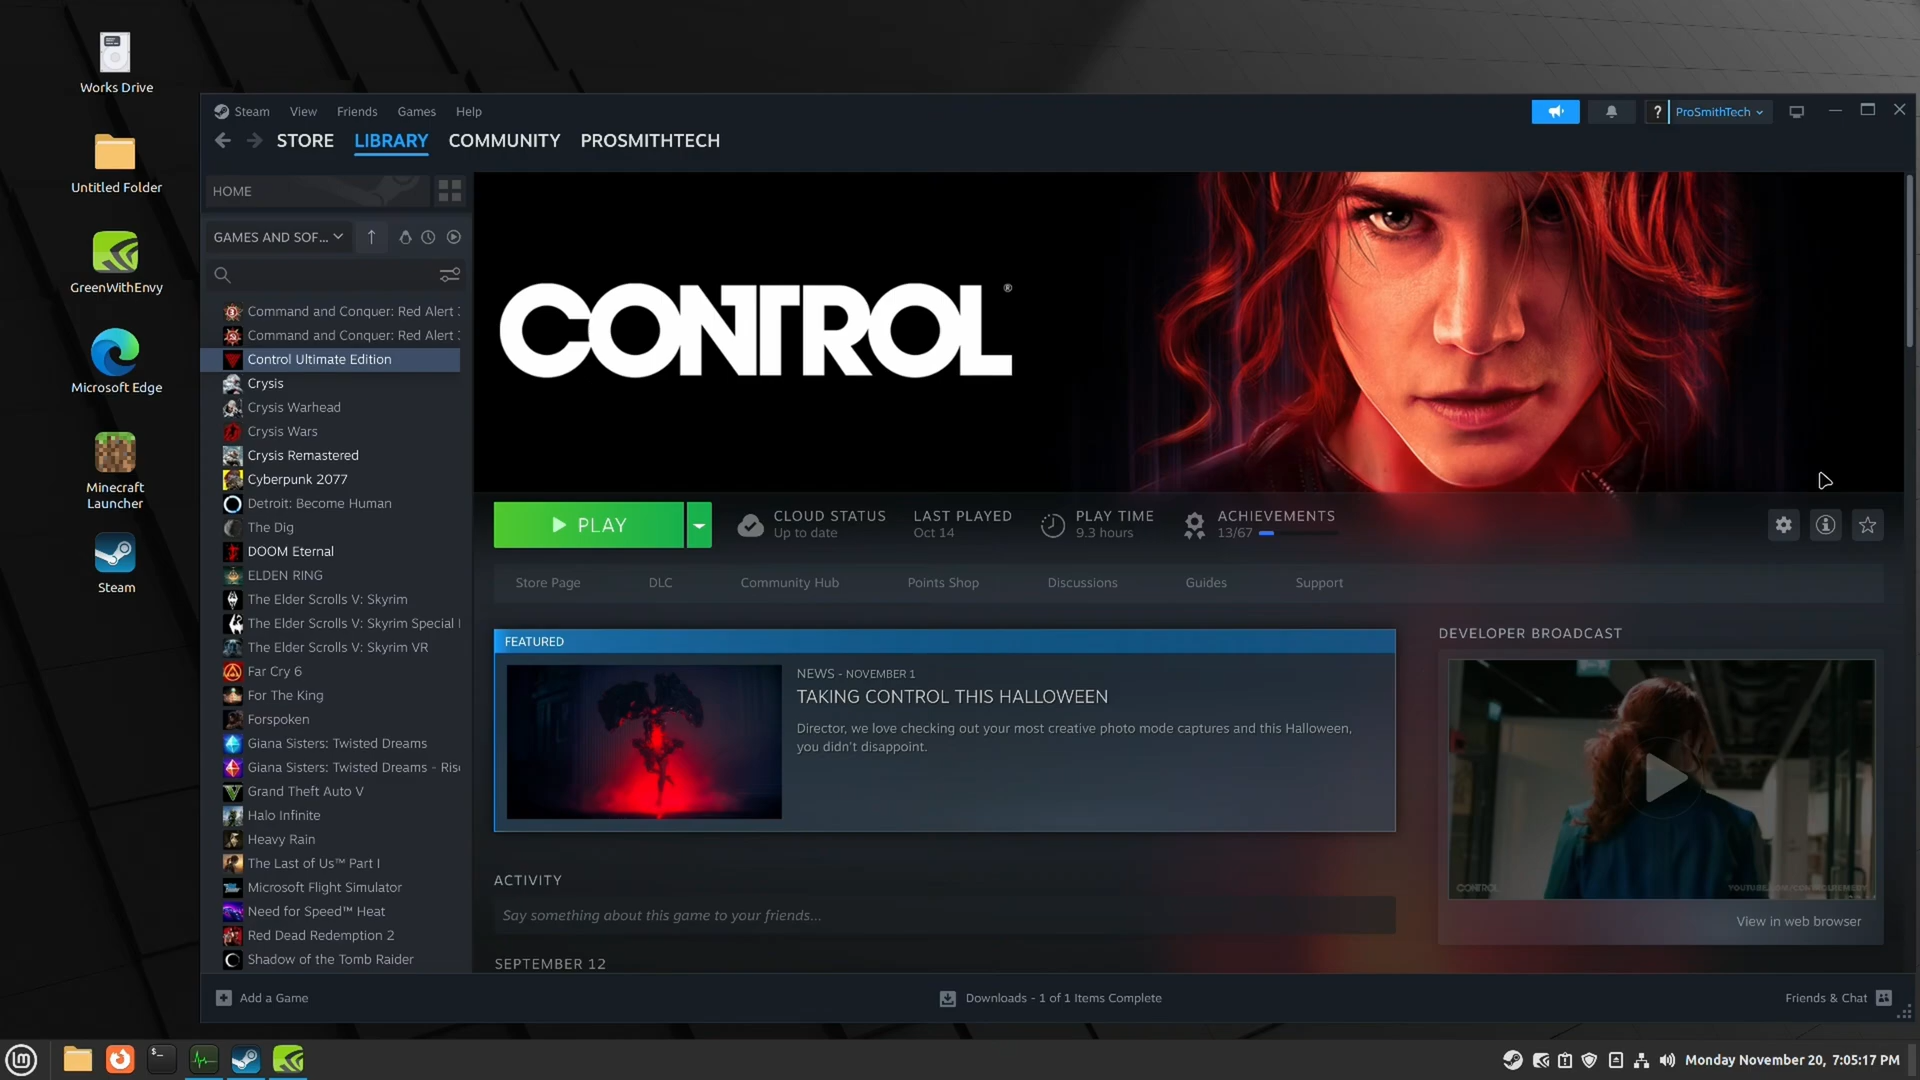 Works Drive
Untitled Folder
GreenWithEnvy
Microsoft Edge
Minecraft
Launcher
Steam
Steam View Friends Games Help
? ProSmithTech
STORE LIBRARY COMMUNITY PROSMITHTECH
HOME
GAMES AND SOF...
Command and Conquer: Red Alert
Command and Conquer: Red Alert
Control Ultimate Edition
Crysis
Crysis Warhead
Crysis Wars
Crysis Remastered
Cyberpunk 2077
Detroit: Become Human
The Dig
DOOM Eternal
ELDEN RING
The Elder Scrolls V: Skyrim
The Elder Scrolls V: Skyrim Special
The Elder Scrolls V: Skyrim VR
Far Cry 6
For The King
Forspoken
Giana Sisters: Twisted Dreams
Giana Sisters: Twisted Dreams - Rise
Grand Theft Auto V
Halo Infinite
Heavy Rain
The Last of Us™ Part I
Microsoft Flight Simulator
Need for Speed™ Heat
Red Dead Redemption 2
Shadow of the Tomb Raider
CONTROL®
PLAY
CLOUD STATUS
Up to date
LAST PLAYED
Oct 14
PLAY TIME
9.3 hours
ACHIEVEMENTS
13/67
Store Page DLC Community Hub Points Shop Discussions Guides Support
FEATURED
NEWS - NOVEMBER 1
TAKING CONTROL THIS HALLOWEEN
Director, we love checking out your most creative photo mode captures and this Halloween,
you didn't disappoint.
ACTIVITY
Say something about this game to your friends...
SEPTEMBER 12
DEVELOPER BROADCAST
CONTROL
YOUTUBE.COM/CONTROLREMEDY
View in web browser
Add a Game
Downloads - 1 of 1 Items Complete
Friends & Chat
Monday November 20, 7:05:17 PM